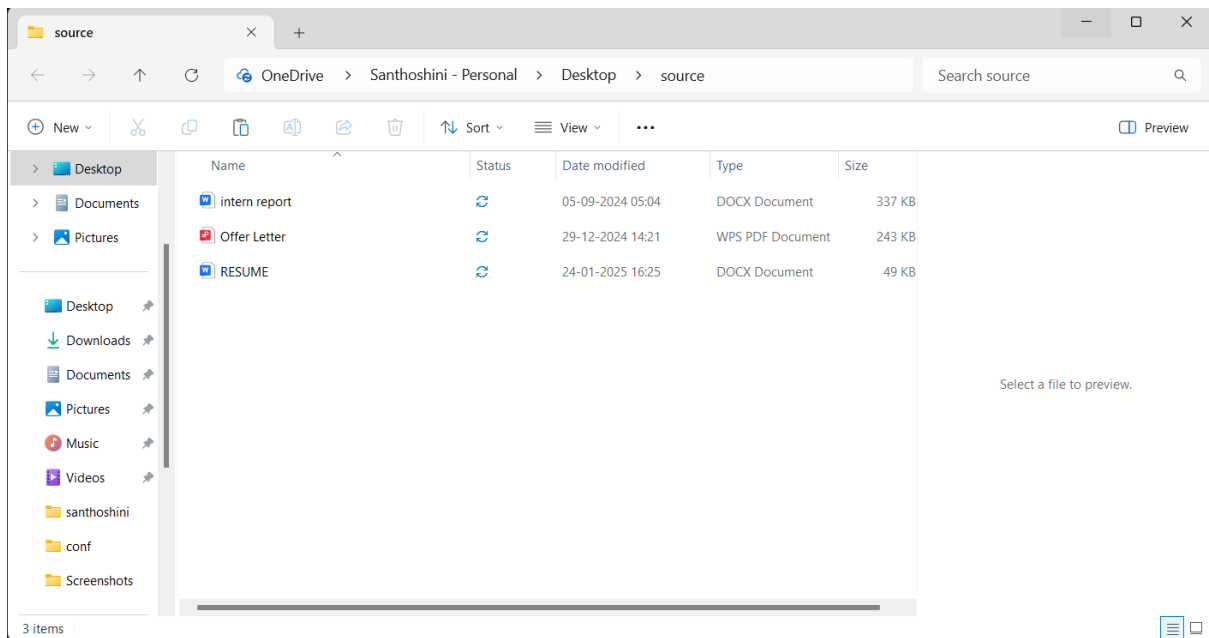 source
OneDrive > Santhoshini - Personal > Desktop > source
Search source
New
Sort
View
Preview
Desktop
Documents
Pictures
Desktop
Downloads
Documents
Pictures
Music
Videos
santhoshini
conf
Screenshots
Name Status Date modified Type Size
intern report 05-09-2024 05:04 DOCX Document 337 KB
Offer Letter 29-12-2024 14:21 WPS PDF Document 243 KB
RESUME 24-01-2025 16:25 DOCX Document 49 KB
Select a file to preview.
3 items